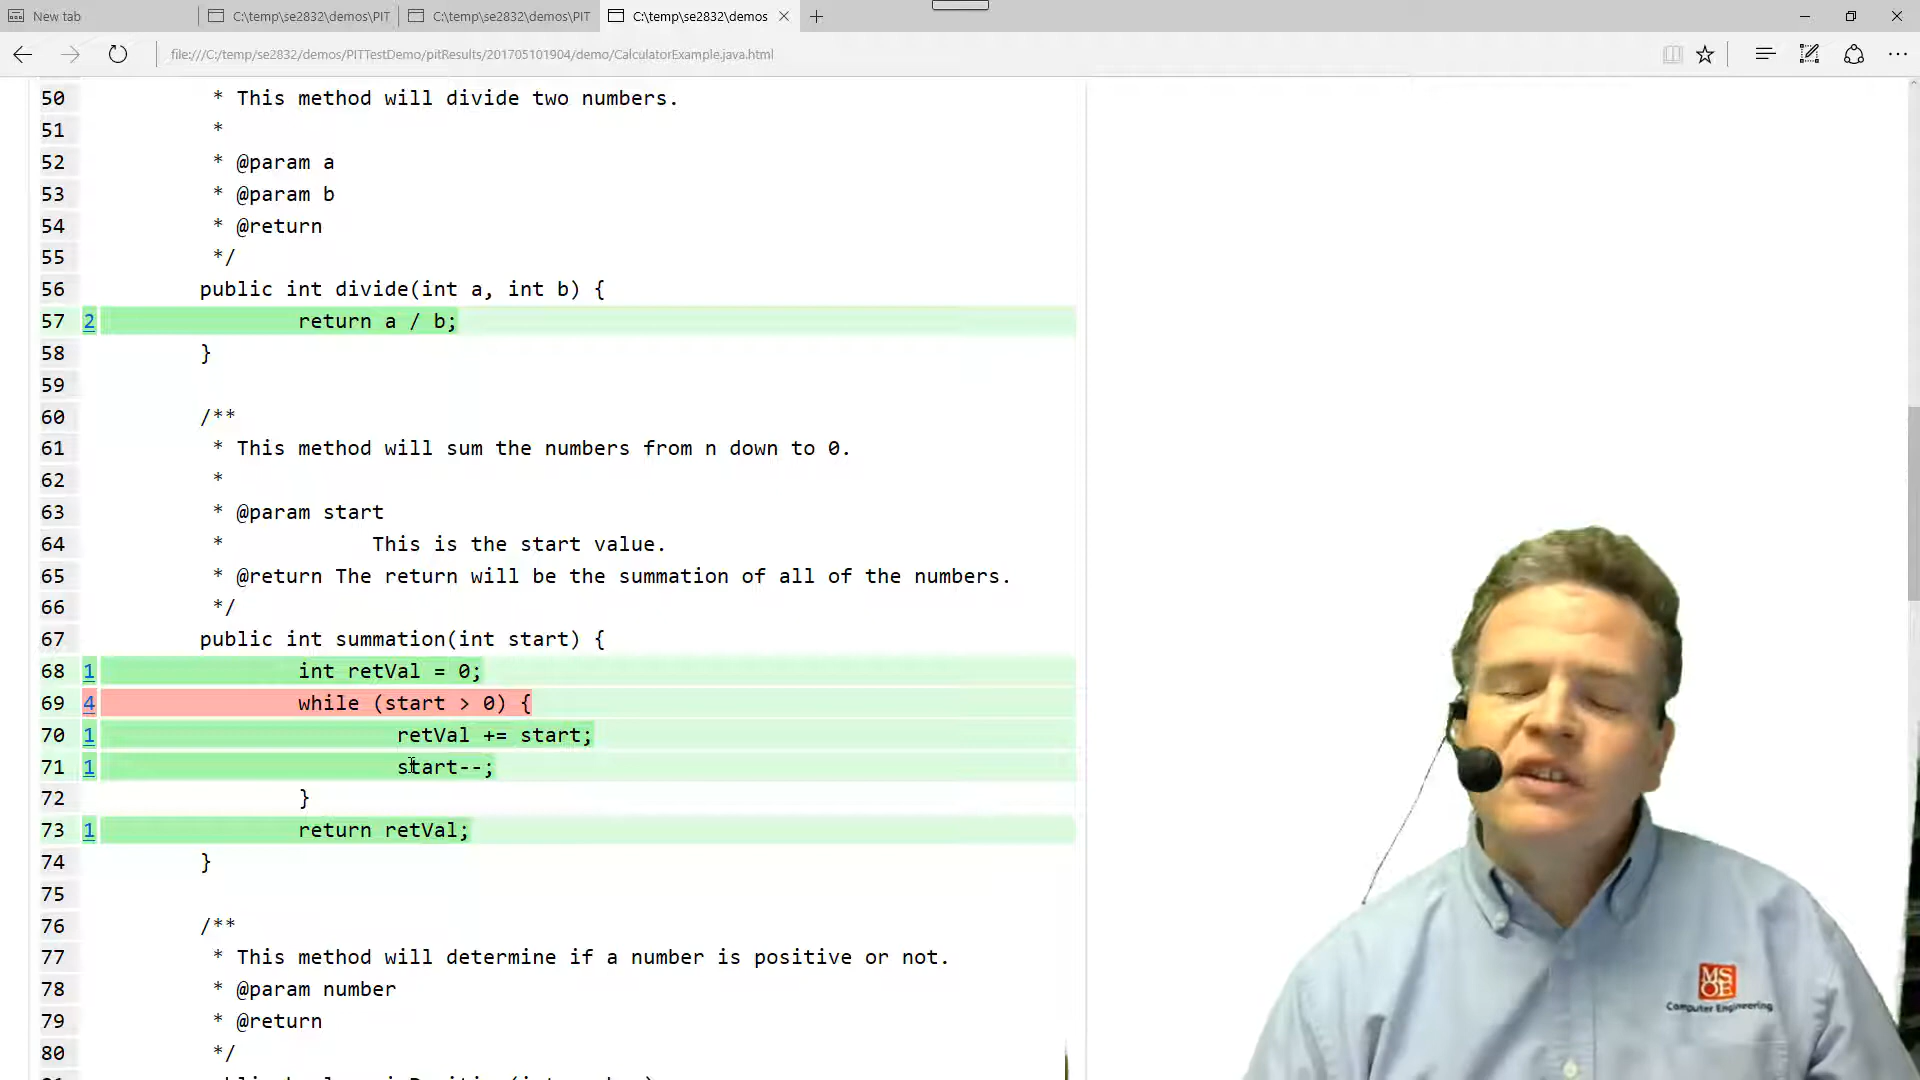 New tab
C:\temp\se2832\demos\PIT
C:\temp\se2832\demos\PIT
C:\temp\se2832\demos
file:///C:/temp/se2832/demos/PITTestDemo/pitResults/201705101904/demo/CalculatorExample.java.html
50 * This method will divide two numbers.
51 *
52 * @param a
53 * @param b
54 * @return
55 */
56 public int divide(int a, int b) {
57 2 return a / b;
58 }
59
60 /**
61 * This method will sum the numbers from n down to 0.
62 *
63 * @param start
64 * This is the start value.
65 * @return The return will be the summation of all of the numbers.
66 */
67 public int summation(int start) {
68 1 int retVal = 0;
69 4 while (start > 0) {
70 1 retVal += start;
71 1 start--;
72 }
73 1 return retVal;
74 }
75
76 /**
77 * This method will determine if a number is positive or not.
78 * @param number
79 * @return
80 */
MS
OE
Computer Engineering